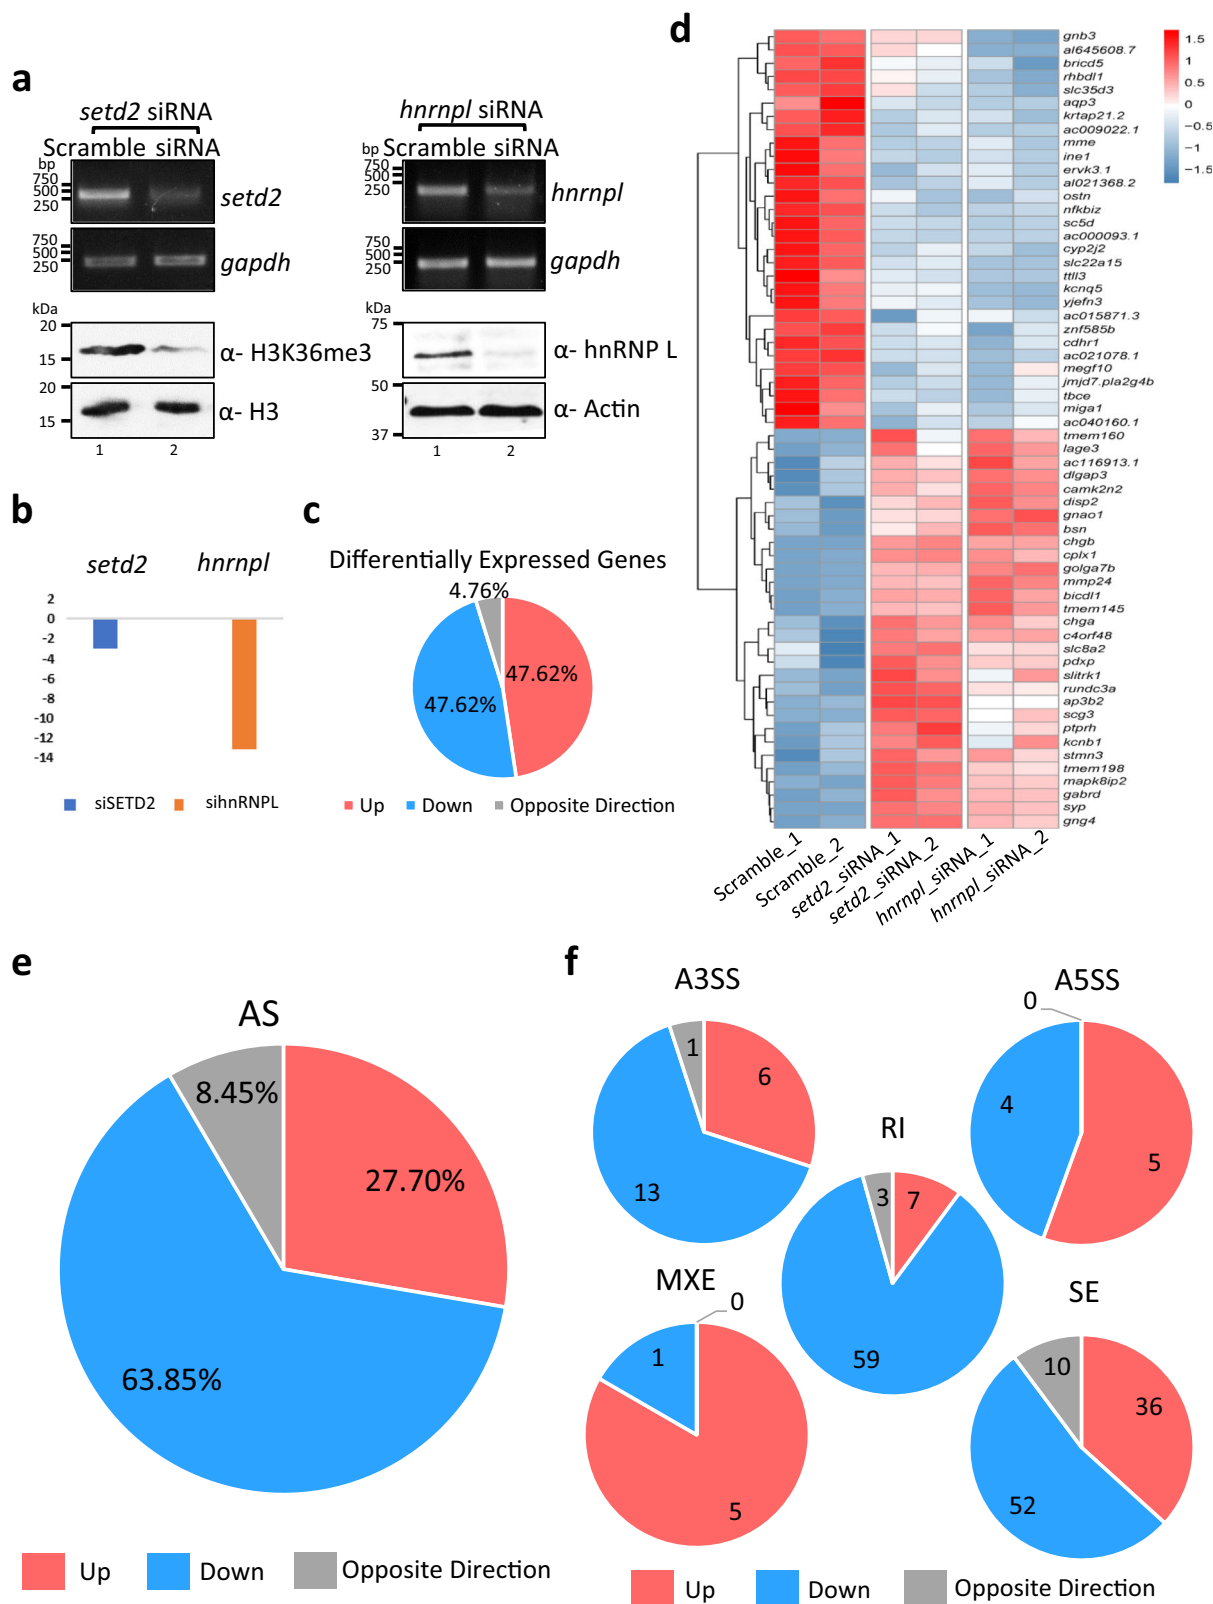 a
setd2 siRNA
Scramble siRNA
bp
750
500
250
setd2
750
500
250
gapdh
kDa
20
15
α- H3K36me3
20
15
α- H3
1 2
hnrnpl siRNA
Scramble siRNA
bp
750
500
250
hnrnpl
750
500
250
gapdh
75
50
α- hnRNP L
50
37
α- Actin
1 2
b
setd2 hnrnpl
2
0
-2
-4
-6
-8
-10
-12
-14
siSETD2 sihnRNPL
c
Differentially Expressed Genes
4.76%
47.62%
47.62%
Up Down Opposite Direction
d
gnb3
al645608.7
bricd5
rhbdl1
slc35d3
aqp3
krtap21.2
ac009022.1
mme
ine1
ervk3.1
al021368.2
ostn
nfkbiz
sc5d
ac000093.1
cyp2j2
slc22a15
ttll3
kcnq5
yjefn3
ac015871.3
znf585b
cdhr1
ac021078.1
megf10
jmjd7.pla2g4b
tbce
miga1
ac040160.1
tmem160
lage3
ac116913.1
dlgap3
camk2n2
disp2
gnao1
bsn
chgb
cplx1
golga7b
mmp24
bicdl1
tmem145
chga
c4orf48
slc8a2
pdxp
slitrk1
rundc3a
ap3b2
scg3
ptprh
kcnb1
stmn3
tmem198
mapk8ip2
gabrd
syp
gng4
1.5
1
0.5
0
−0.5
−1
−1.5
Scramble_1
Scramble_2
setd2_siRNA_1
setd2_siRNA_2
hnrnpl_siRNA_1
hnrnpl_siRNA_2
e
AS
8.45%
27.70%
63.85%
Up Down Opposite Direction
f
A3SS
1
6
13
A5SS
0
4
5
RI
3
7
59
MXE
0
1
5
SE
10
36
52
Up Down Opposite Direction